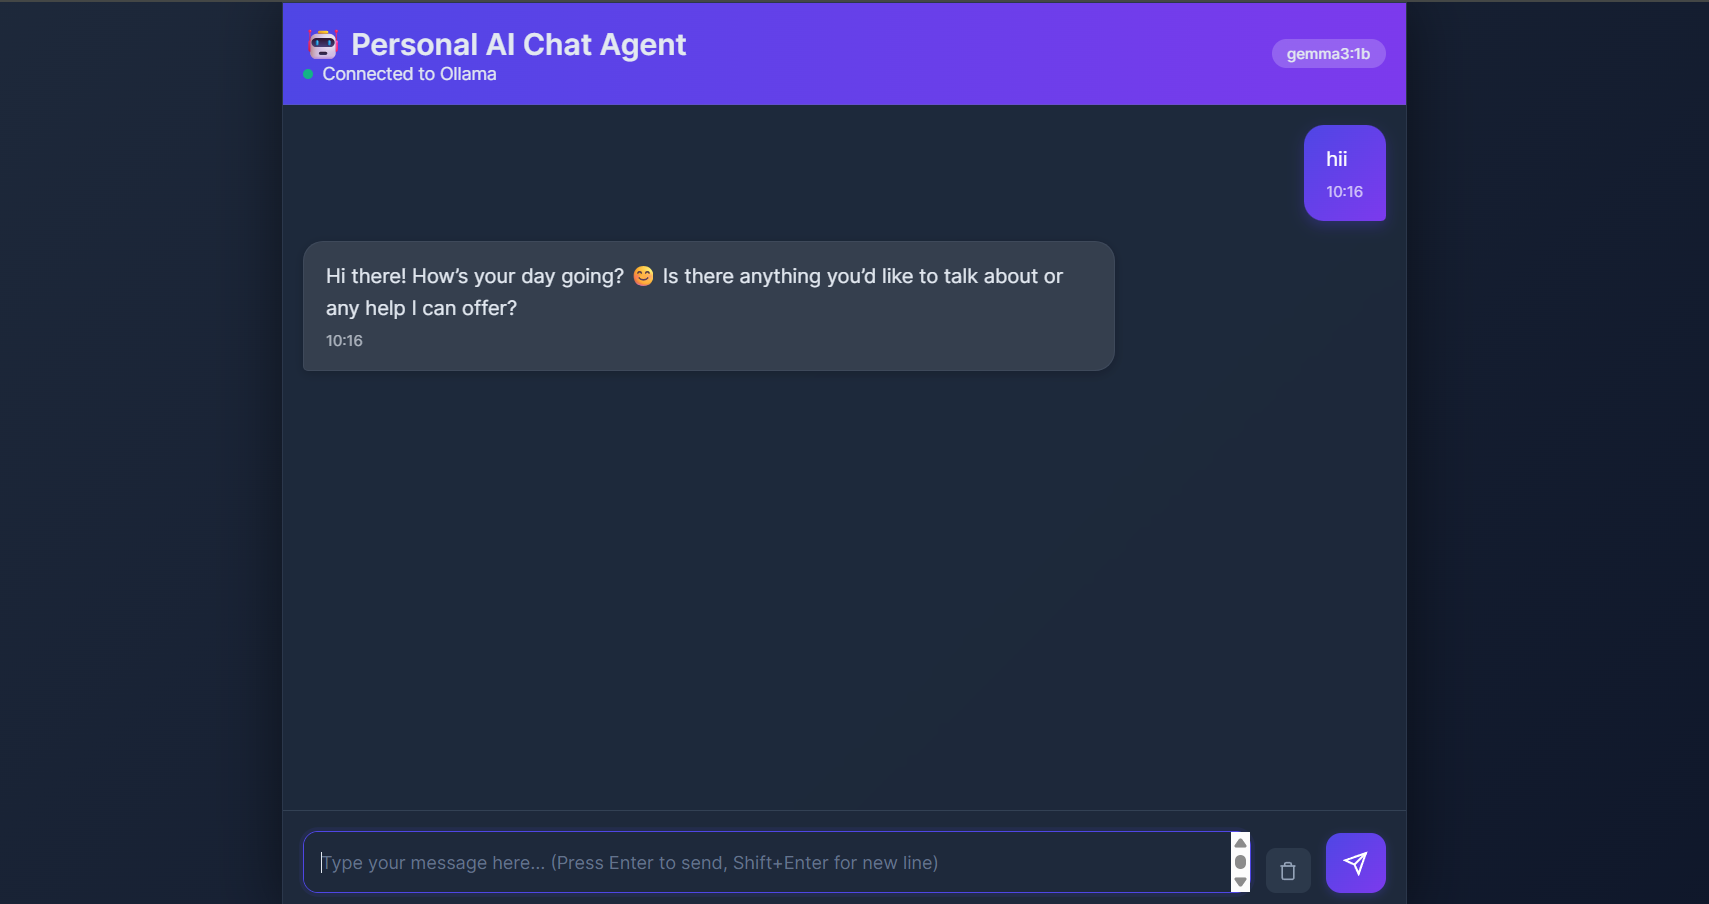 Personal AI Chat Agent
Connected to Ollama
gemma3:1b
hii
10:16
Hi there! How’s your day going? 😊 Is there anything you’d like to talk about or
any help I can offer?
10:16
Type your message here... (Press Enter to send, Shift+Enter for new line)